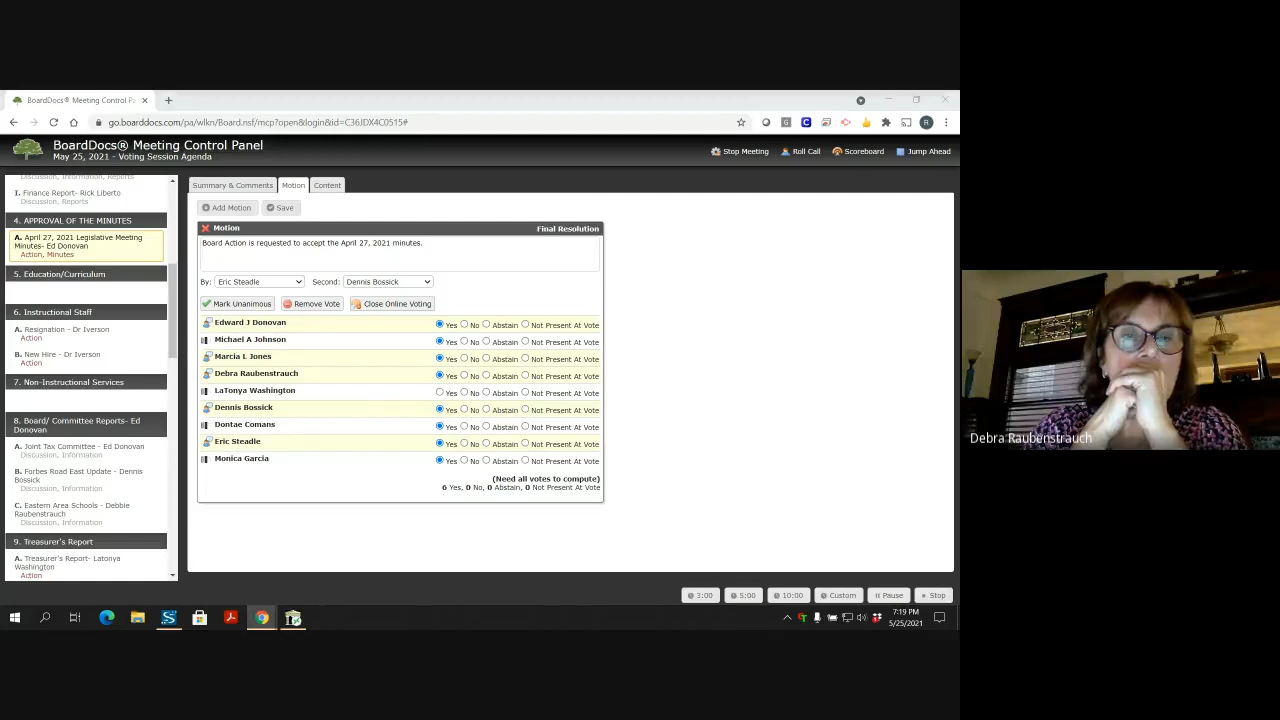 BoardDocs® Meeting Control Pa
go.boarddocs.com/pa/wlkn/Board.nsf/mcp?open&login&id=C36JDX4C0515#
BoardDocs® Meeting Control Panel
May 25, 2021 - Voting Session Agenda
Stop Meeting Roll Call Scoreboard Jump Ahead
Discussion, Information, Reports
I. Finance Report- Rick Liberto
Discussion, Reports
4. APPROVAL OF THE MINUTES
A. April 27, 2021 Legislative Meeting
Minutes- Ed Donovan
Action, Minutes
5. Education/Curriculum
6. Instructional Staff
A. Resignation - Dr Iverson
Action
B. New Hire - Dr Iverson
Action
7. Non-Instructional Services
8. Board/ Committee Reports- Ed
Donovan
A. Joint Tax Committee - Ed Donovan
Discussion, Information
B. Forbes Road East Update - Dennis
Bossick
Discussion, Information
C. Eastern Area Schools - Debbie
Raubenstrauch
Discussion, Information
9. Treasurer's Report
A. Treasurer's Report- Latonya
Washington
Action
Summary & Comments Motion Content
Add Motion Save
Motion Final Resolution
Board Action is requested to accept the April 27, 2021 minutes.
By: Eric Steadle Second: Dennis Bossick
Mark Unanimous Remove Vote Close Online Voting
Edward J Donovan Yes No Abstain Not Present At Vote
Michael A Johnson Yes No Abstain Not Present At Vote
Marcia L Jones Yes No Abstain Not Present At Vote
Debra Raubenstrauch Yes No Abstain Not Present At Vote
LaTonya Washington Yes No Abstain Not Present At Vote
Dennis Bossick Yes No Abstain Not Present At Vote
Dontae Comans Yes No Abstain Not Present At Vote
Eric Steadle Yes No Abstain Not Present At Vote
Monica Garcia Yes No Abstain Not Present At Vote
(Need all votes to compute)
6 Yes, 0 No, 0 Abstain, 0 Not Present At Vote
3:00 5:00 10:00 Custom Pause Stop
7:19 PM
5/25/2021
Debra Raubenstrauch